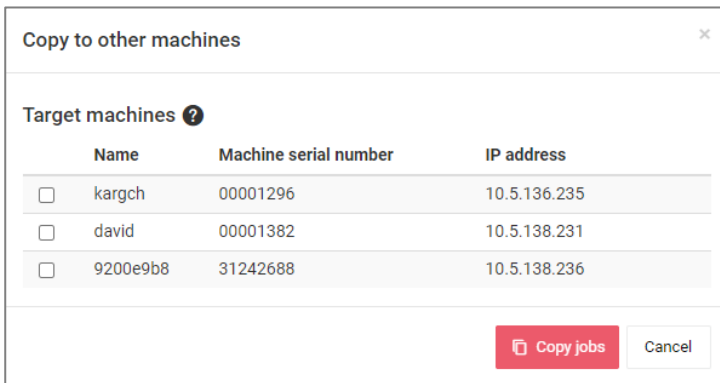 Copy to other machines ×
Target machines ?
Name Machine serial number IP address
kargch 00001296 10.5.136.235
david 00001382 10.5.138.231
9200e9b8 31242688 10.5.138.236
Copy jobs Cancel